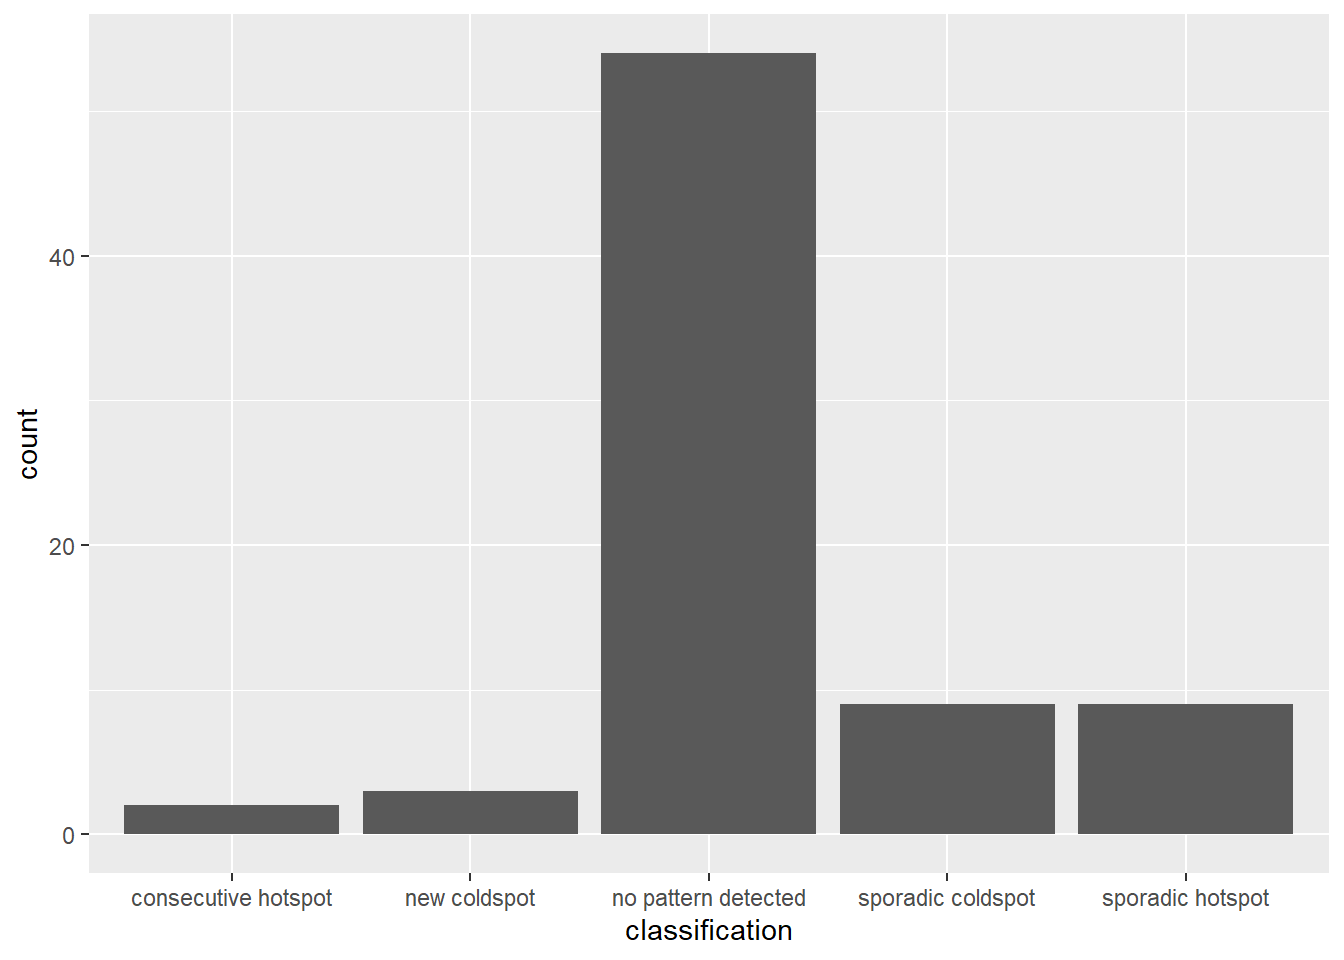 count
40
20
0
consecutive hotspot new coldspot no pattern detected sporadic coldspot sporadic hotspot
classification